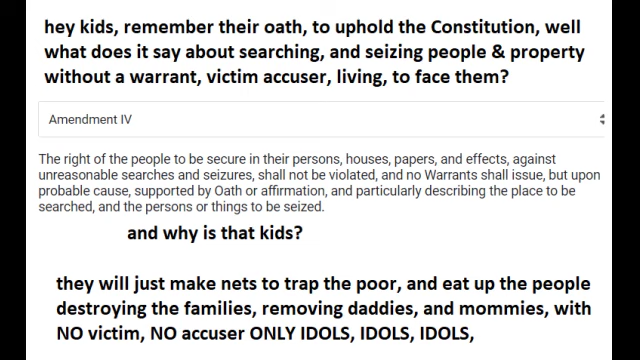 hey kids, remember their oath, to uphold the Constitution, well
what does it say about searching, and seizing people & property
without a warrant, victim accuser, living, to face them?
Amendment IV
The right of the people to be secure in their persons, houses, papers, and effects, against
unreasonable searches and seizures, shall not be violated, and no Warrants shall issue, but upon
probable cause, supported by Oath or affirmation, and particularly describing the place to be
searched, and the persons or things to be seized.
and why is that kids?
they will just make nets to trap the poor, and eat up the people
destroying the families, removing daddies, and mommies, with
NO victim, NO accuser ONLY IDOLS, IDOLS, IDOLS,